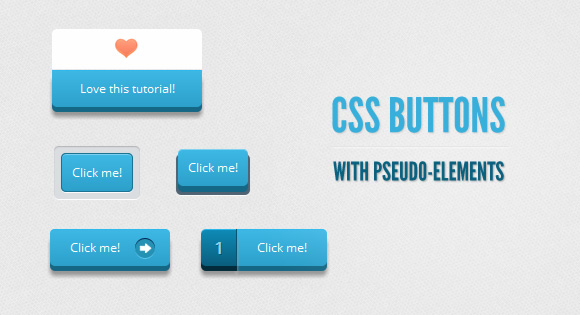 Love this tutorial!
CSS BUTTONS
WITH PSEUDO-ELEMENTS
Click me!
Click me!
Click me!
1
Click me!